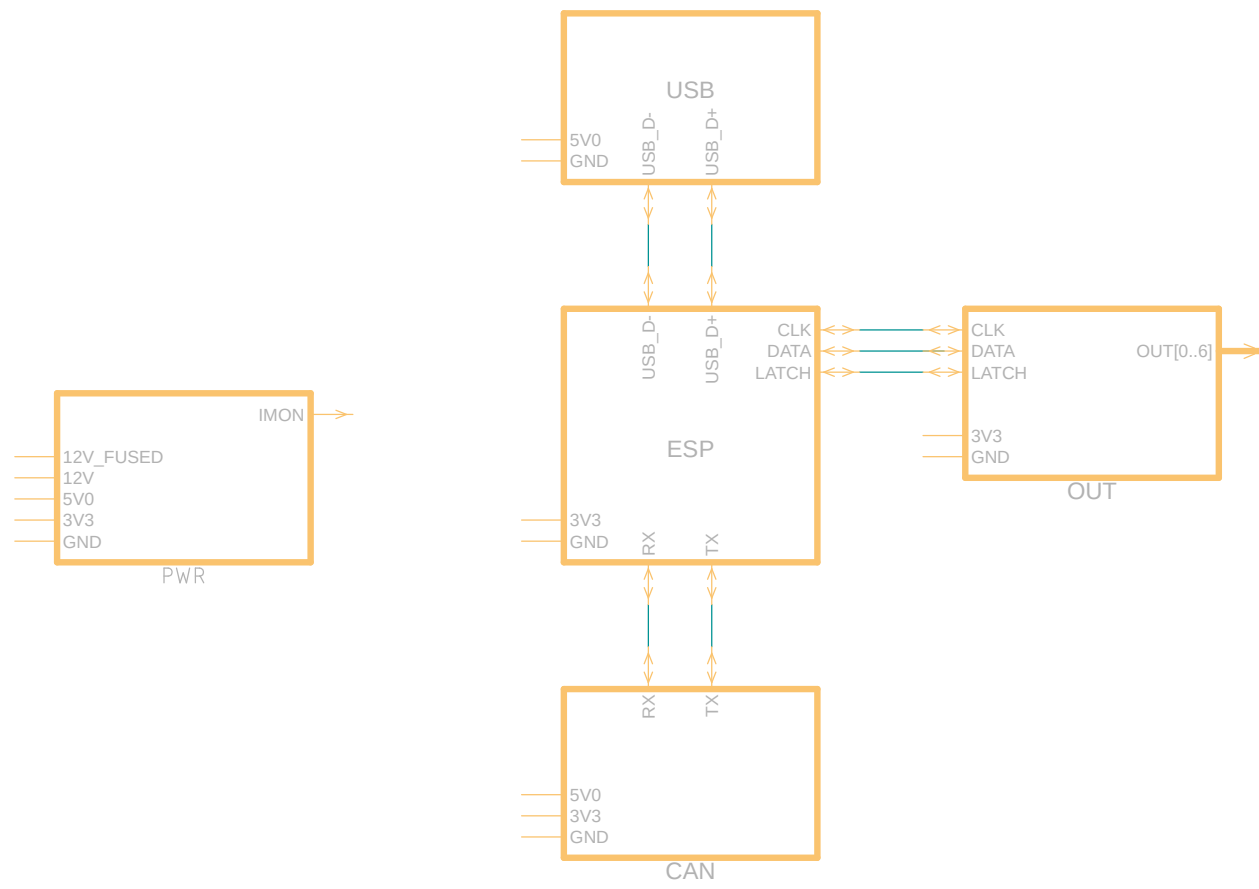 USB
USB_D-
USB_D+
5V0
GND
USB_D-
USB_D+
CLK
DATA
LATCH
ESP
3V3
GND
RX
TX
CLK
DATA
LATCH
OUT[0..6]
3V3
GND
OUT
IMON
12V_FUSED
12V
5V0
3V3
GND
PWR
RX
TX
5V0
3V3
GND
CAN